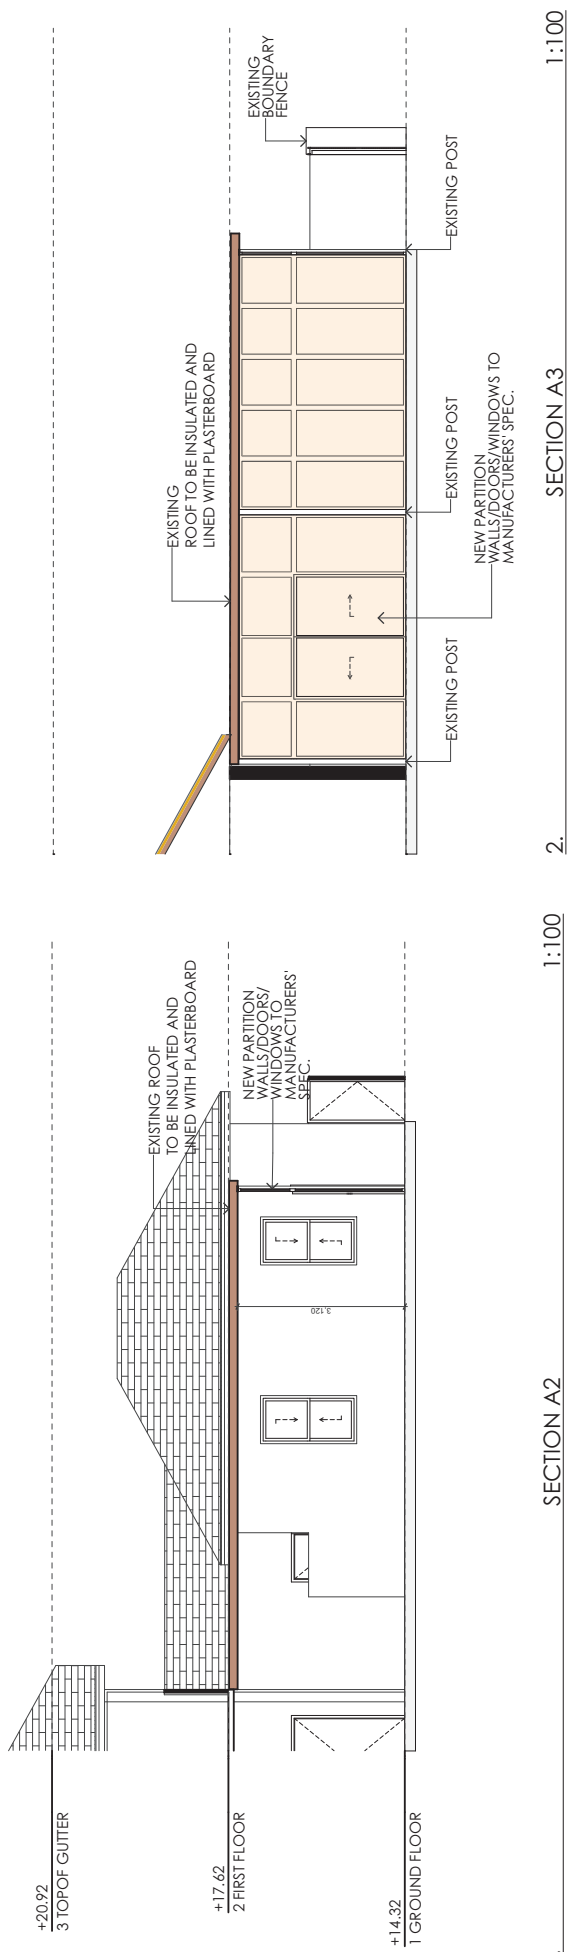 +20.92
3 TOPOF GUTTER
+17.62
2 FIRST FLOOR
+14.32
1 GROUND FLOOR
EXISTING ROOF
TO BE INSULATED AND
LINED WITH PLASTERBOARD
NEW PARTITION
WALLS/DOORS/
WINDOWS TO
MANUFACTURERS'
SPEC.
3,120
SECTION A2
1:100
EXISTING
ROOF TO BE INSULATED AND
LINED WITH PLASTERBOARD
EXISTING
BOUNDARY
FENCE
EXISTING POST
EXISTING POST
EXISTING POST
NEW PARTITION
WALLS/DOORS/WINDOWS TO
MANUFACTURERS' SPEC.
2.
SECTION A3
1:100